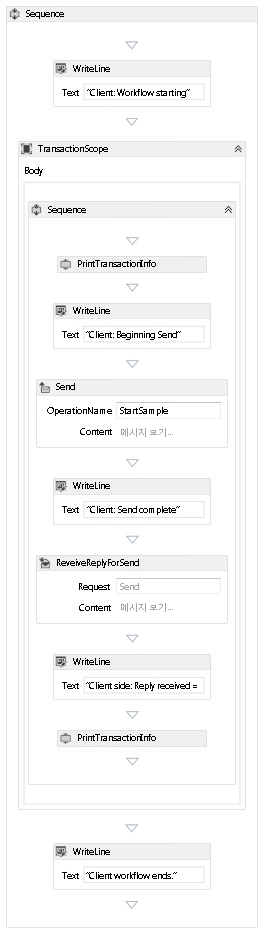 Sequence
WriteLine
Text "Client: Workflow starting"
TransactionScope
Body
Sequence
PrintTransactionInfo
WriteLine
Text "Client: Beginning Send"
Send
OperationName StartSample
Content 메시지 보기...
WriteLine
Text "Client: Send complete"
ReveiveReplyForSend
Request Send
Content 메시지 보기...
WriteLine
Text "Client side: Reply received =
PrintTransactionInfo
WriteLine
Text "Client workflow ends."